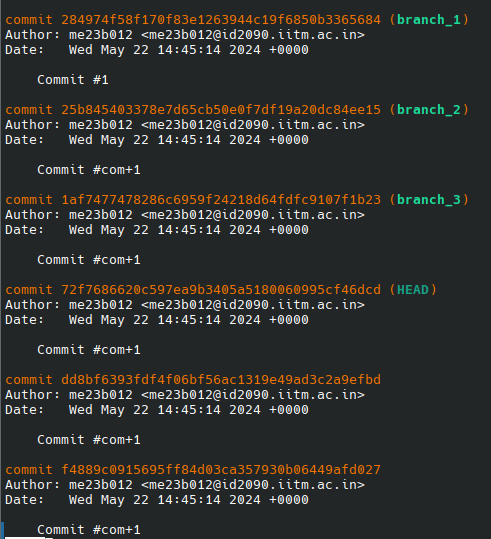 commit 284974f58f170f83e1263944c19f6850b3365684 (branch_1)
Author: me23b012 <me23b012@id2090.iitm.ac.in>
Date:   Wed May 22 14:45:14 2024 +0000
    Commit #1
commit 25b845403378e7d65cb50e0f7df19a20dc84ee15 (branch_2)
Author: me23b012 <me23b012@id2090.iitm.ac.in>
Date:   Wed May 22 14:45:14 2024 +0000
    Commit #com+1
commit 1af7477478286c6959f24218d64fdfc9107f1b23 (branch_3)
Author: me23b012 <me23b012@id2090.iitm.ac.in>
Date:   Wed May 22 14:45:14 2024 +0000
    Commit #com+1
commit 72f7686620c597ea9b3405a5180060995cf46dcd (HEAD)
Author: me23b012 <me23b012@id2090.iitm.ac.in>
Date:   Wed May 22 14:45:14 2024 +0000
    Commit #com+1
commit dd8bf6393fdf4f06bf56ac1319e49ad3c2a9efbd
Author: me23b012 <me23b012@id2090.iitm.ac.in>
Date:   Wed May 22 14:45:14 2024 +0000
    Commit #com+1
commit f4889c0915695ff84d03ca357930b06449afd027
Author: me23b012 <me23b012@id2090.iitm.ac.in>
Date:   Wed May 22 14:45:14 2024 +0000
    Commit #com+1